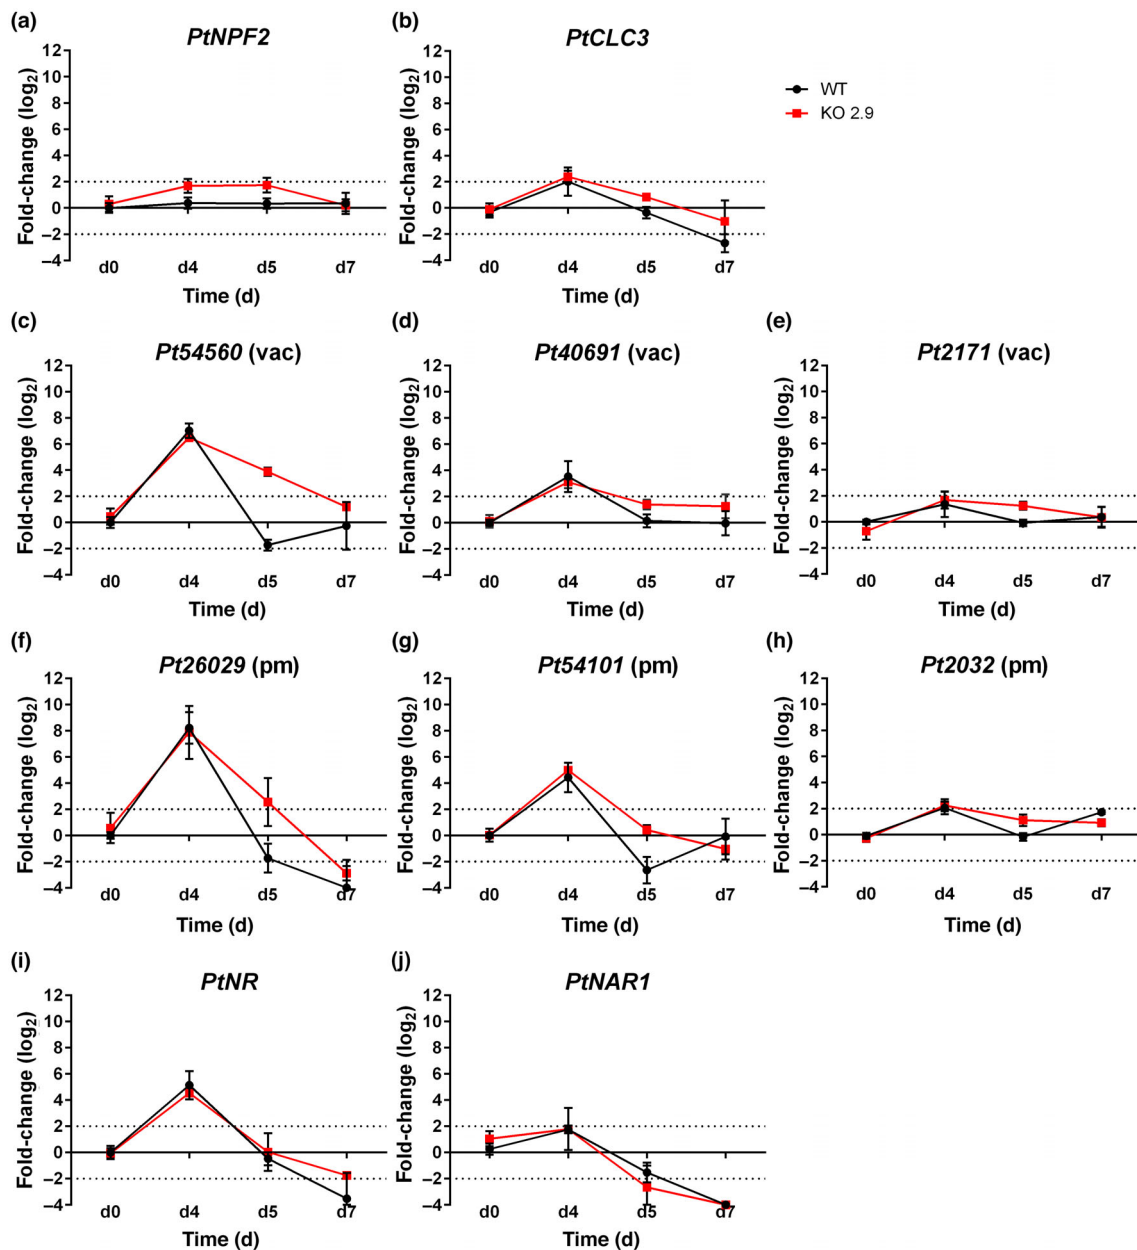 (a) PtNPF2
12
10
8
6
4
2
0
−2
−4
Fold-change (log2)
d0 d4 d5 d7
Time (d)
(b) PtCLC3
12
10
8
6
4
2
0
−2
−4
Fold-change (log2)
d0 d4 d5 d7
Time (d)
WT
KO 2.9
(c) Pt54560 (vac)
12
10
8
6
4
2
0
−2
−4
Fold-change (log2)
d0 d4 d5 d7
Time (d)
(d) Pt40691 (vac)
12
10
8
6
4
2
0
−2
−4
Fold-change (log2)
d0 d4 d5 d7
Time (d)
(e) Pt2171 (vac)
12
10
8
6
4
2
0
−2
−4
Fold-change (log2)
d0 d4 d5 d7
Time (d)
(f) Pt26029 (pm)
12
10
8
6
4
2
0
−2
−4
Fold-change (log2)
d0 d4 d5 d7
Time (d)
(g) Pt54101 (pm)
12
10
8
6
4
2
0
−2
−4
Fold-change (log2)
d0 d4 d5 d7
Time (d)
(h) Pt2032 (pm)
12
10
8
6
4
2
0
−2
−4
Fold-change (log2)
d0 d4 d5 d7
Time (d)
(i) PtNR
12
10
8
6
4
2
0
−2
−4
Fold-change (log2)
d0 d4 d5 d7
Time (d)
(j) PtNAR1
12
10
8
6
4
2
0
−2
−4
Fold-change (log2)
d0 d4 d5 d7
Time (d)